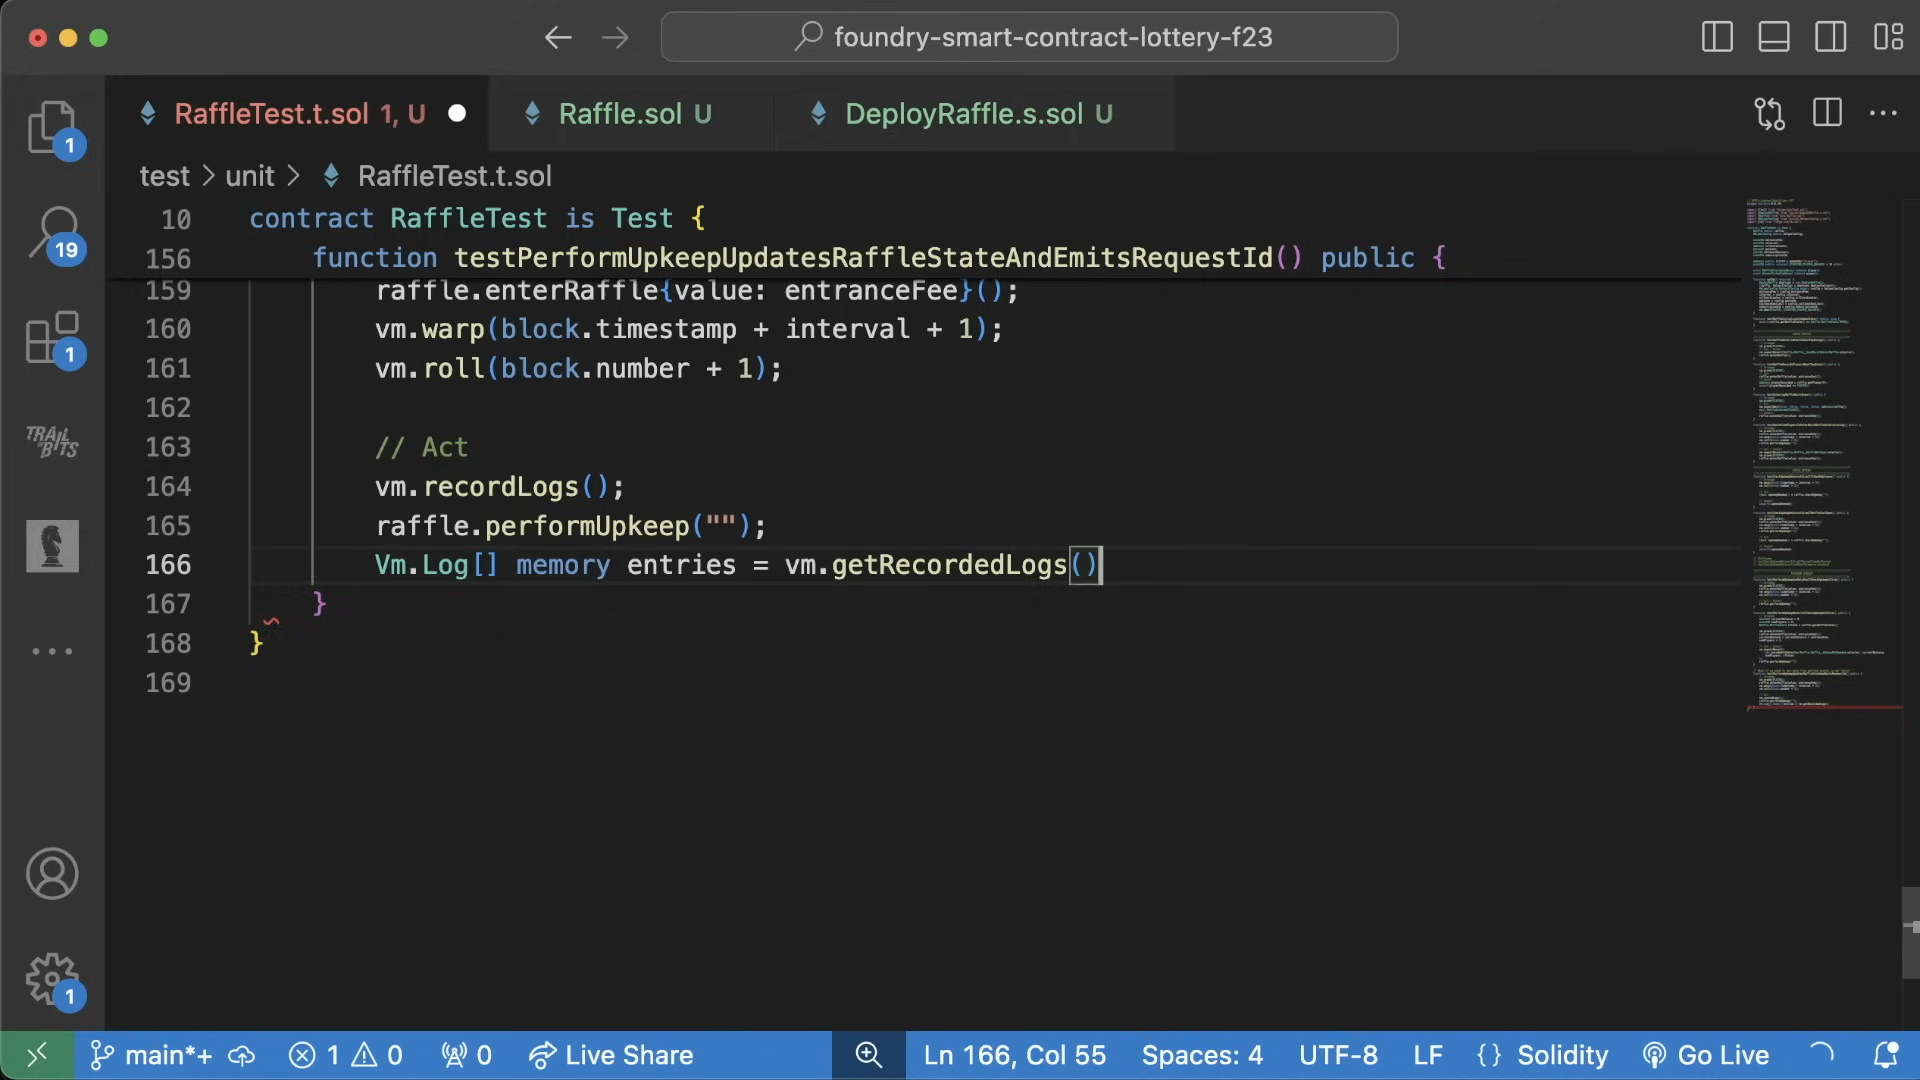 foundry-smart-contract-lottery-f23
RaffleTest.t.sol 1, U
Raffle.sol U
DeployRaffle.s.sol U
test > unit > RaffleTest.t.sol
10 contract RaffleTest is Test {
156 function testPerformUpkeepUpdatesRaffleStateAndEmitsRequestId() public {
159 raffle.enterRaffle{value: entranceFee}();
160 vm.warp(block.timestamp + interval + 1);
161 vm.roll(block.number + 1);
162
163 // Act
164 vm.recordLogs();
165 raffle.performUpkeep("");
166 Vm.Log[] memory entries = vm.getRecordedLogs()
167 }
168 }
169
1
19
1
TRAIL OF BITS
1
main*+ 1 0 0 Live Share Ln 166, Col 55 Spaces: 4 UTF-8 LF {} Solidity Go Live